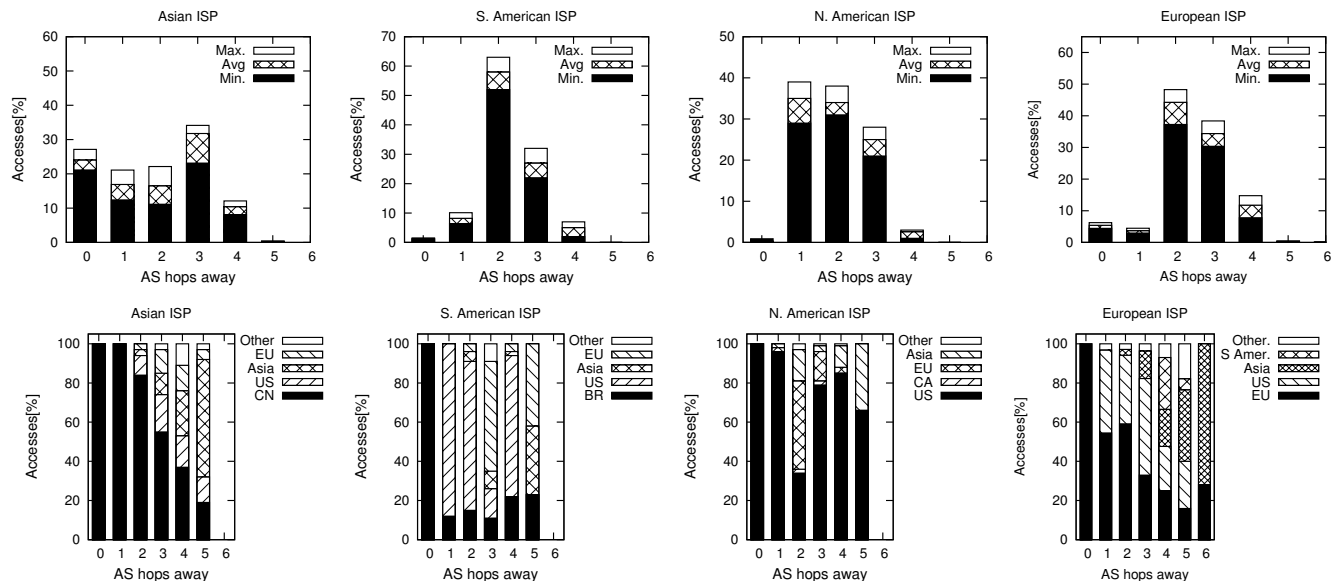 Asian ISP
Accesses[%]
60
50
40
30
20
10
0
Max.
Avg
Min.
0 1 2 3 4 5 6
AS hops away
S. American ISP
Accesses[%]
70
60
50
40
30
20
10
0
Max.
Avg
Min.
0 1 2 3 4 5 6
AS hops away
N. American ISP
Accesses[%]
50
40
30
20
10
0
Max.
Avg
Min.
0 1 2 3 4 5 6
AS hops away
European ISP
Accesses[%]
60
50
40
30
20
10
0
Max.
Avg
Min.
0 1 2 3 4 5 6
AS hops away
Asian ISP
Accesses[%]
100
80
60
40
20
0
Other
EU
Asia
US
CN
0 1 2 3 4 5 6
AS hops away
S. American ISP
Accesses[%]
100
80
60
40
20
0
Other
EU
Asia
US
BR
0 1 2 3 4 5 6
AS hops away
N. American ISP
Accesses[%]
100
80
60
40
20
0
Other
Asia
EU
CA
US
0 1 2 3 4 5 6
AS hops away
European ISP
Accesses[%]
100
80
60
40
20
0
Other.
S Amer.
Asia
US
EU
0 1 2 3 4 5 6
AS hops away